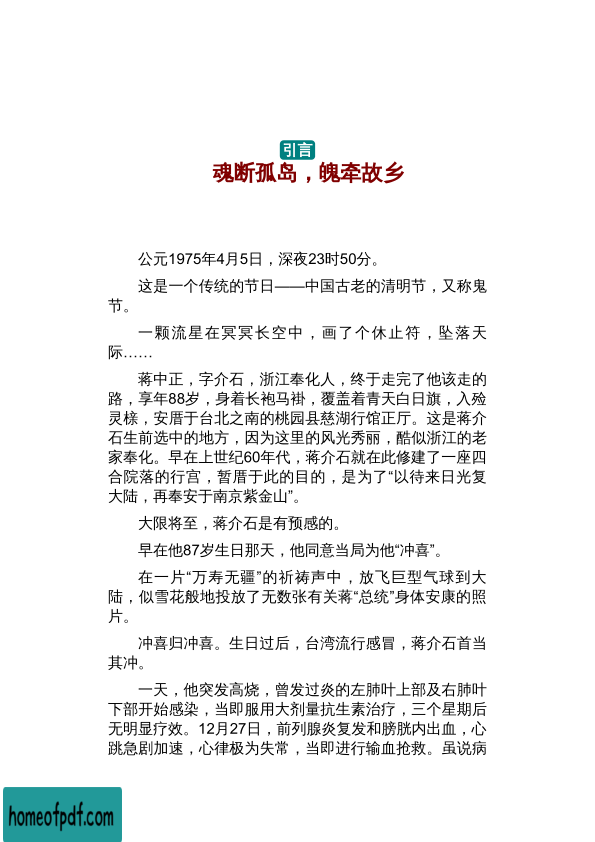 引言
魂断孤岛，魄牵故乡
公元1975年4月5日，深夜23时50分。
这是一个传统的节日——中国古老的清明节，又称鬼
节。
一颗流星在冥冥长空中，画了个休止符，坠落天
际……
蒋中正，字介石，浙江奉化人，终于走完了他该走的
路，享年88岁，身着长袍马褂，覆盖着青天白日旗，入殓
灵榇，安厝于台北之南的桃园县慈湖行馆正厅。这是蒋介
石生前选中的地方，因为这里的风光秀丽，酷似浙江的老
家奉化。早在上世纪60年代，蒋介石就在此修建了一座四
合院落的行宫，暂厝于此的目的，是为了“以待来日光复
大陆，再奉安于南京紫金山”。
大限将至，蒋介石是有预感的。
早在他87岁生日那天，他同意当局为他“冲喜”。
在一片“万寿无疆”的祈祷声中，放飞巨型气球到大
陆，似雪花般地投放了无数张有关蒋“总统”身体安康的照
片。
冲喜归冲喜。生日过后，台湾流行感冒，蒋介石首当
其冲。
一天，他突发高烧，曾发过炎的左肺叶上部及右肺叶
下部开始感染，当即服用大剂量抗生素治疗，三个星期后
无明显疗效。12月27日，前列腺炎复发和膀胱内出血，心
跳急剧加速，心律极为失常，当即进行输血抢救。虽说病
homeofpdf.com